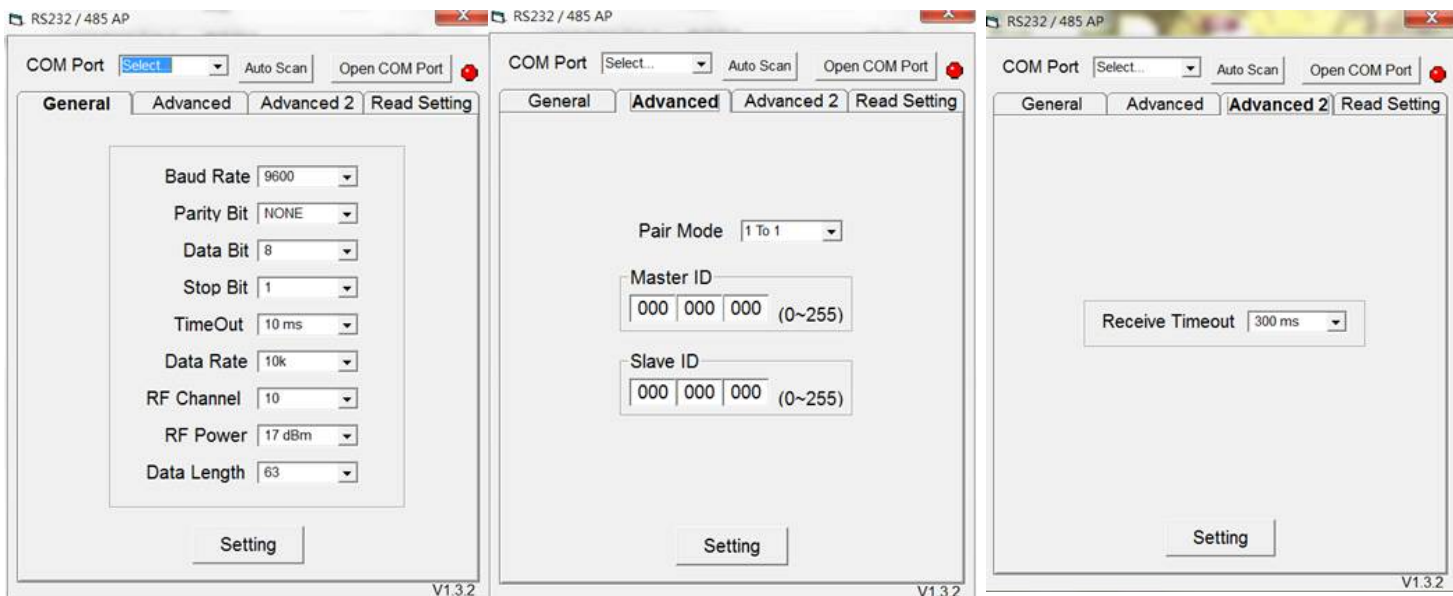 RS232 / 485 AP
COM Port Select... Auto Scan Open COM Port
General Advanced Advanced 2 Read Setting
Baud Rate 9600
Parity Bit NONE
Data Bit 8
Stop Bit 1
TimeOut 10 ms
Data Rate 10k
RF Channel 10
RF Power 17 dBm
Data Length 63
Setting
V1.3.2
RS232 / 485 AP
COM Port Select... Auto Scan Open COM Port
General Advanced Advanced 2 Read Setting
Pair Mode 1 To 1
Master ID
000 000 000 (0~255)
Slave ID
000 000 000 (0~255)
Setting
V1.3.2
RS232 / 485 AP
COM Port Select... Auto Scan Open COM Port
General Advanced Advanced 2 Read Setting
Receive Timeout 300 ms
Setting
V1.3.2